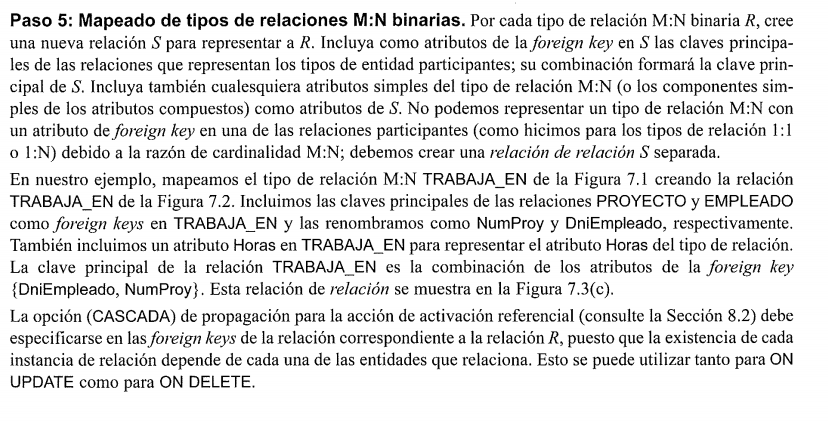 Paso 5: Mapeado de tipos de relaciones M:N binarias. Por cada tipo de relación M:N binaria R, cree
una nueva relación S para representar a R. Incluya como atributos de la foreign key en S las claves principa-
les de las relaciones que representan los tipos de entidad participantes; su combinación formará la clave prin-
cipal de S. Incluya también cualesquiera atributos simples del tipo de relación M:N (o los componentes sim-
ples de los atributos compuestos) como atributos de S. No podemos representar un tipo de relación M:N con
un atributo de foreign key en una de las relaciones participantes (como hicimos para los tipos de relación 1:1
o 1:N) debido a la razón de cardinalidad M:N; debemos crear una relación de relación S separada.
En nuestro ejemplo, mapeamos el tipo de relación M:N TRABAJA_EN de la Figura 7.1 creando la relación
TRABAJA_EN de la Figura 7.2. Incluimos las claves principales de las relaciones PROYECTO y EMPLEADO
como foreign keys en TRABAJA_EN y las renombramos como NumProy y DniEmpleado, respectivamente.
También incluimos un atributo Horas en TRABAJA_EN para representar el atributo Horas del tipo de relación.
La clave principal de la relación TRABAJA_EN es la combinación de los atributos de la foreign key
{DniEmpleado, NumProy}. Esta relación de relación se muestra en la Figura 7.3(c).
La opción (CASCADA) de propagación para la acción de activación referencial (consulte la Sección 8.2) debe
especificarse en las foreign keys de la relación correspondiente a la relación R, puesto que la existencia de cada
instancia de relación depende de cada una de las entidades que relaciona. Esto se puede utilizar tanto para ON
UPDATE como para ON DELETE.